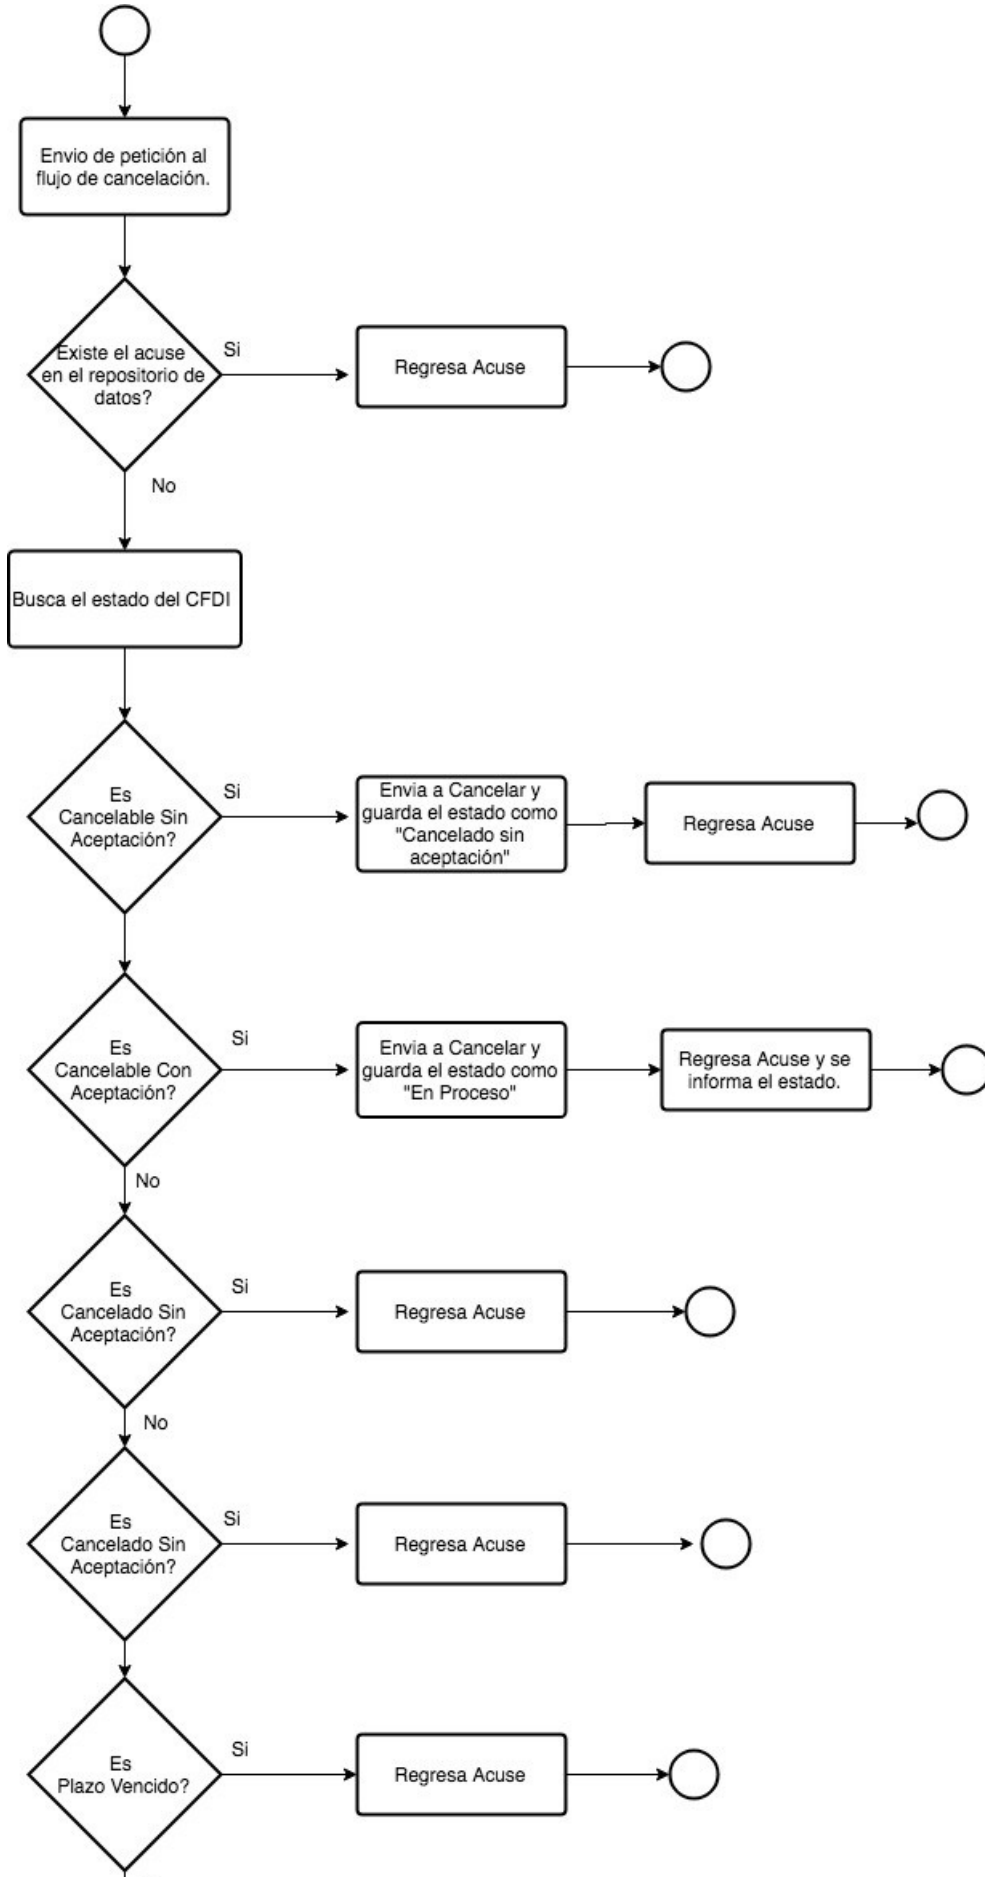 Envio de petición al
flujo de cancelación.
Existe el acuse
en el repositorio de
datos?
Si
Regresa Acuse
No
Busca el estado del CFDI
Es
Cancelable Sin
Aceptación?
Si
Envia a Cancelar y
guarda el estado como
"Cancelado sin
aceptación"
Regresa Acuse
Es
Cancelable Con
Aceptación?
Si
Envia a Cancelar y
guarda el estado como
"En Proceso"
Regresa Acuse y se
informa el estado.
No
Es
Cancelado Sin
Aceptación?
Si
Regresa Acuse
No
Es
Cancelado Sin
Aceptación?
Si
Regresa Acuse
Es
Plazo Vencido?
Si
Regresa Acuse